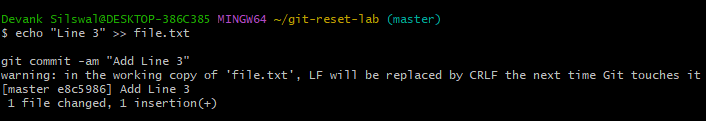 Devank Silswal@DESKTOP-386C385 MINGW64 ~/git-reset-lab (master)
$ echo "Line 3" >> file.txt
git commit -am "Add Line 3"
warning: in the working copy of 'file.txt', LF will be replaced by CRLF the next time Git touches it
[master e8c5986] Add Line 3
 1 file changed, 1 insertion(+)